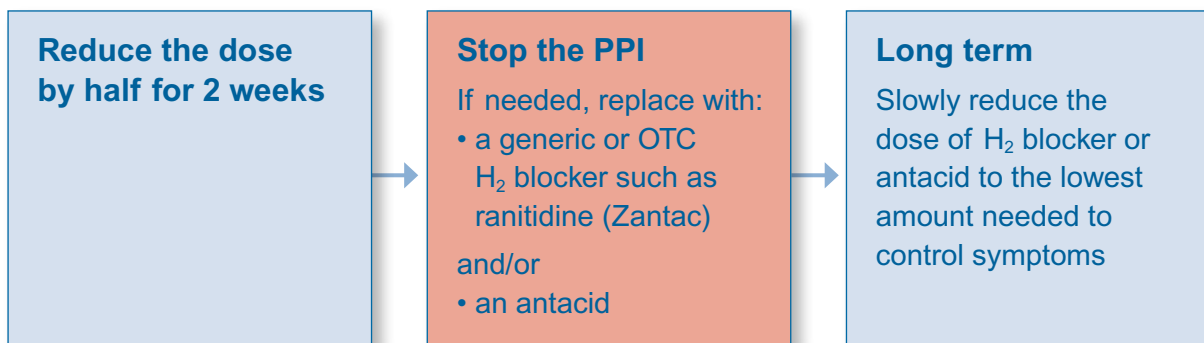 Reduce the dose
by half for 2 weeks
Stop the PPI
If needed, replace with:
• a generic or OTC
H₂ blocker such as
ranitidine (Zantac)
and/or
• an antacid
Long term
Slowly reduce the
dose of H₂ blocker or
antacid to the lowest
amount needed to
control symptoms